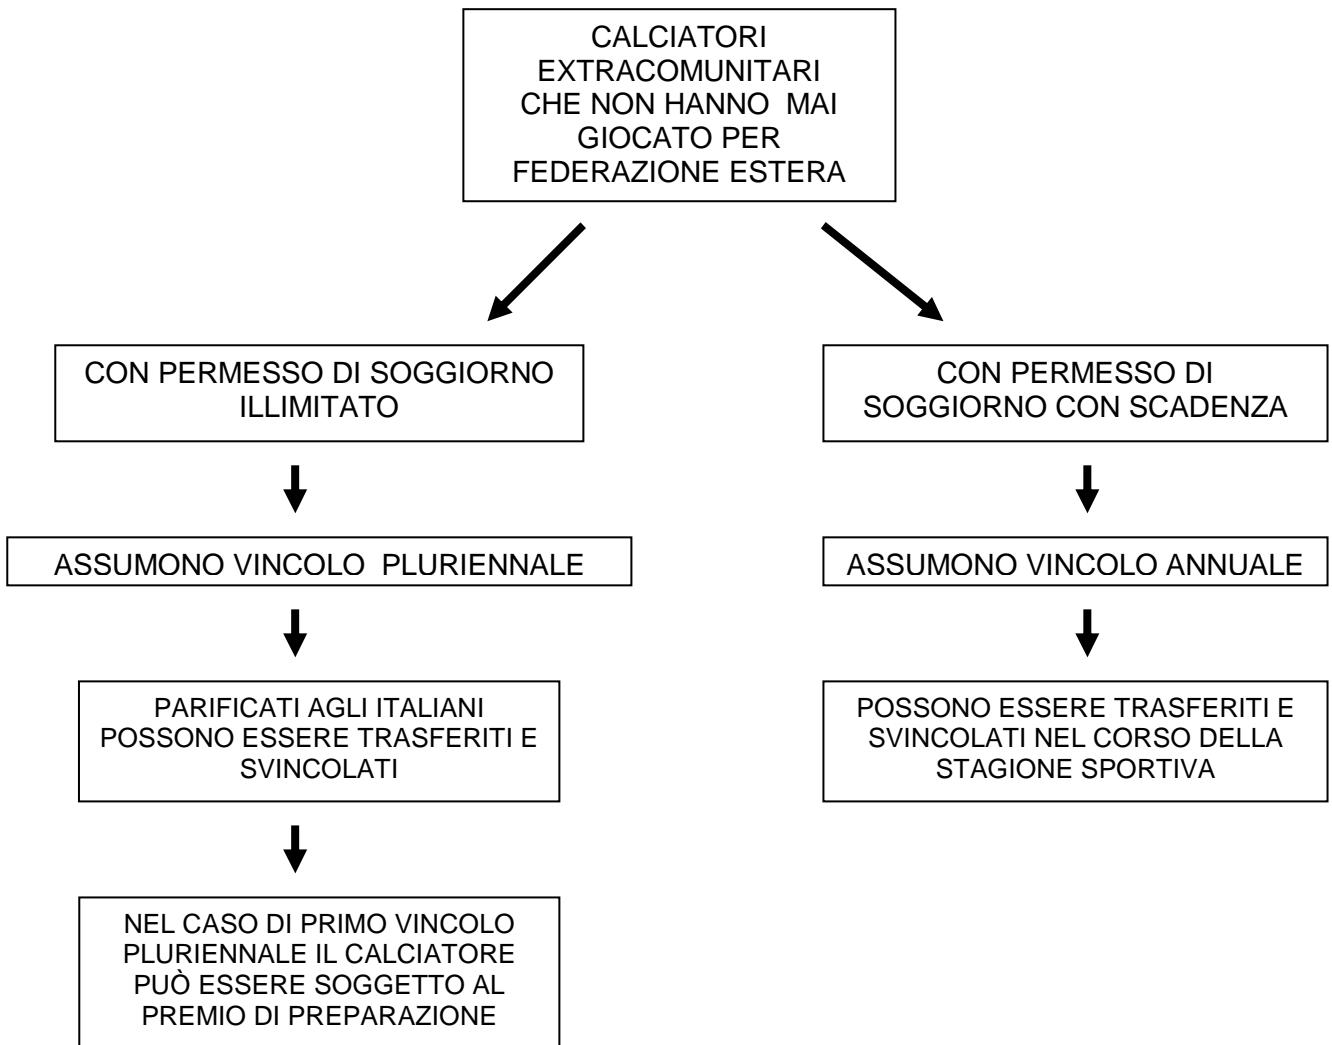 CALCIATORI
EXTRACOMUNITARI
CHE NON HANNO MAI
GIOCATO PER
FEDERAZIONE ESTERA
CON PERMESSO DI SOGGIORNO
ILLIMITATO
CON PERMESSO DI
SOGGIORNO CON SCADENZA
ASSUMONO VINCOLO PLURIENNALE
ASSUMONO VINCOLO ANNUALE
PARIFICATI AGLI ITALIANI
POSSONO ESSERE TRASFERITI E
SVINCOLATI
POSSONO ESSERE TRASFERITI E
SVINCOLATI NEL CORSO DELLA
STAGIONE SPORTIVA
NEL CASO DI PRIMO VINCOLO
PLURIENNALE IL CALCIATORE
PUÒ ESSERE SOGGETTO AL
PREMIO DI PREPARAZIONE